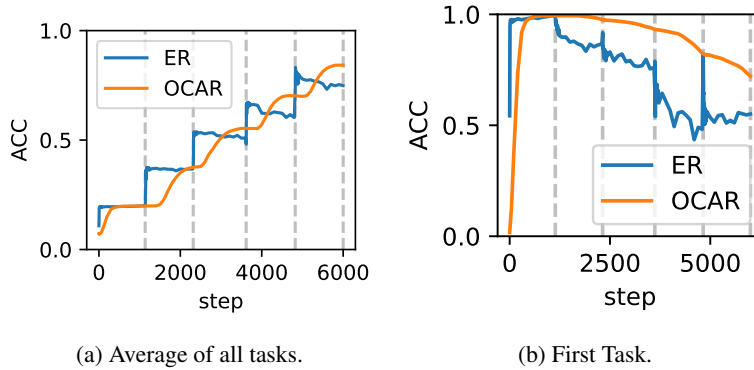 1.0
0.5
0.0
ACC
ER
OCAR
0 2000 4000 6000
step
(a) Average of all tasks.
1.0
0.5
0.0
ACC
ER
OCAR
0 2500 5000
step
(b) First Task.